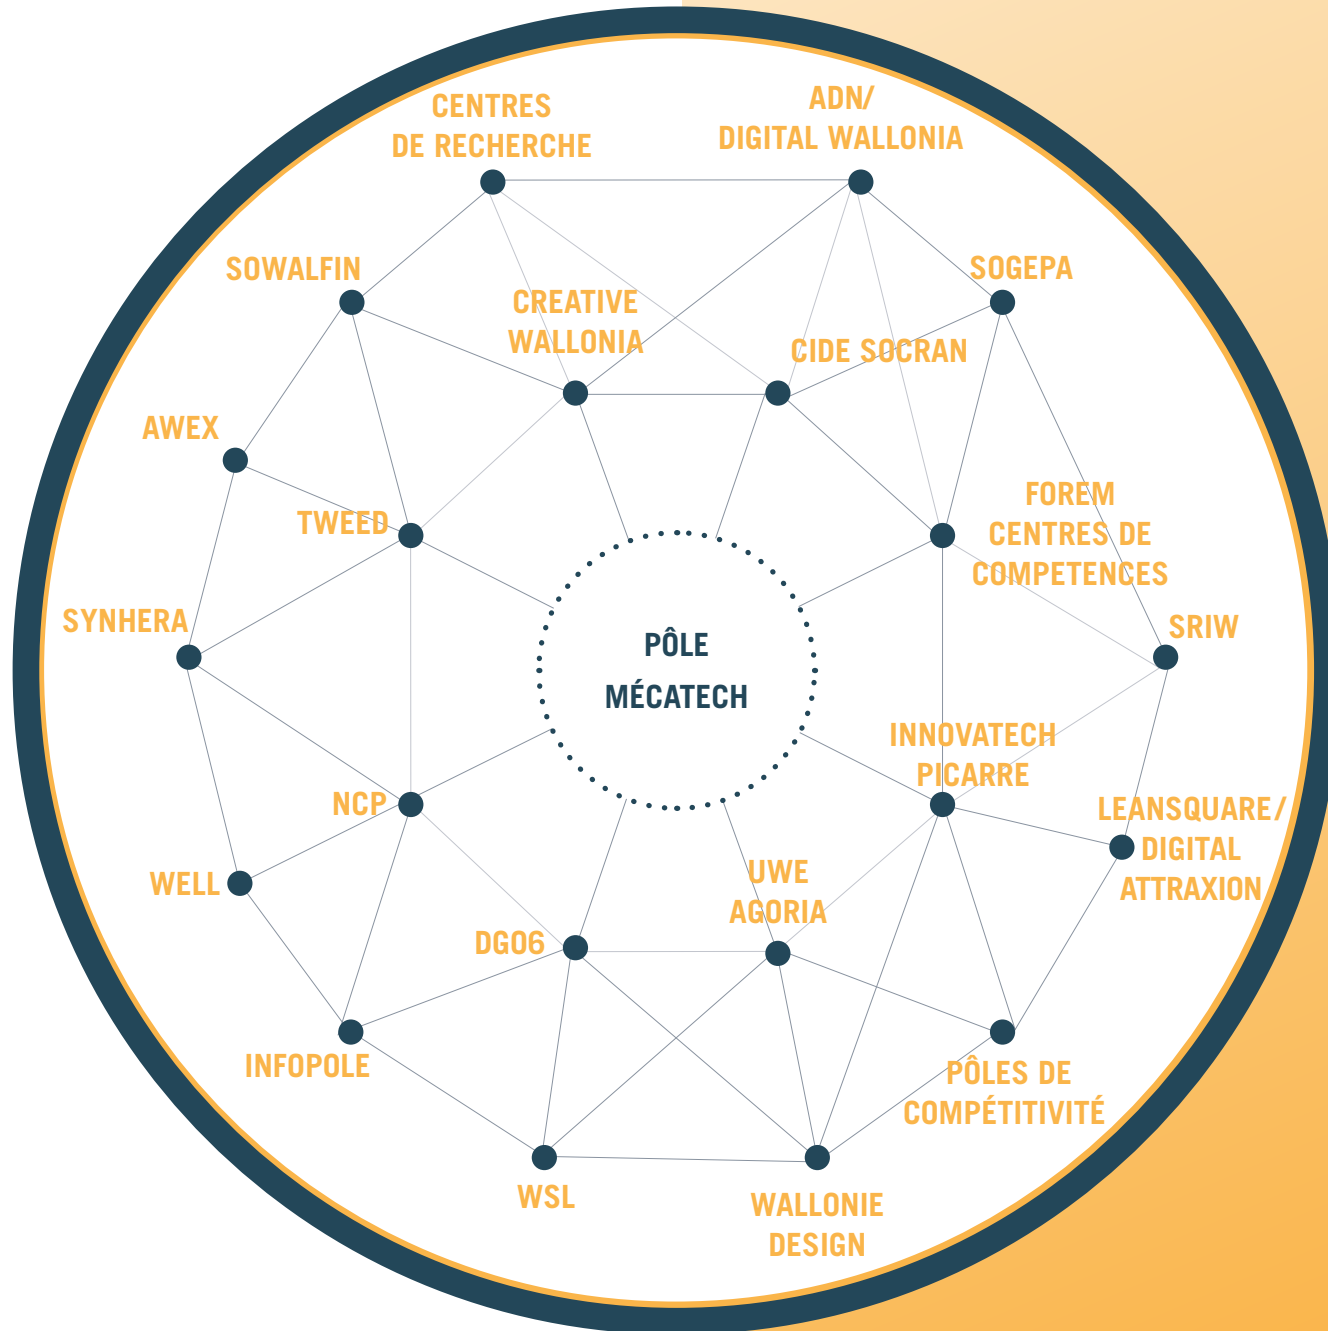 CENTRES
DE RECHERCHE
ADN/
DIGITAL WALLONIA
SOWALFIN
SOGEPA
CREATIVE
WALLONIA
CIDE SOCRAN
AWEX
TWEED
FOREM
CENTRES DE
COMPETENCES
SYNHERA
SRIW
PÔLE
MÉCATECH
INNOVATECH
PICARRE
NCP
LEANSQUARE/
DIGITAL
ATTRAXION
WELL
UWE
AGORIA
DGO6
INFOPOLE
PÔLES DE
COMPÉTITIVITÉ
WSL
WALLONIE
DESIGN